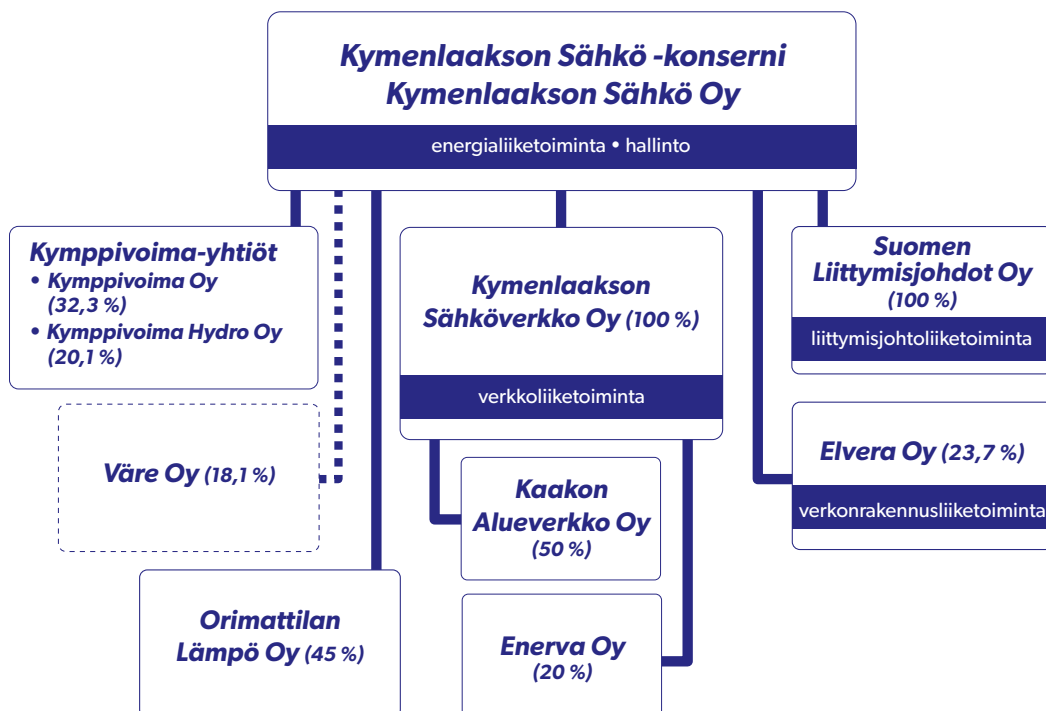 Kymenlaakson Sähkö -konserni
Kymenlaakson Sähkö Oy
energialiiketoiminta • hallinto
Kymppivoima-yhtiöt
• Kymppivoima Oy
(32,3 %)
• Kymppivoima Hydro Oy
(20,1 %)
Väre Oy (18,1 %)
Orimattilan
Lämpö Oy (45 %)
Kymenlaakson
Sähköverkko Oy (100 %)
verkkoliiketoiminta
Kaakon
Alueverkko Oy
(50 %)
Enerva Oy
(20 %)
Suomen
Liittymisjohdot Oy
(100 %)
liittymisjohtoliiketoiminta
Elvera Oy (23,7 %)
verkonrakennusliiketoiminta